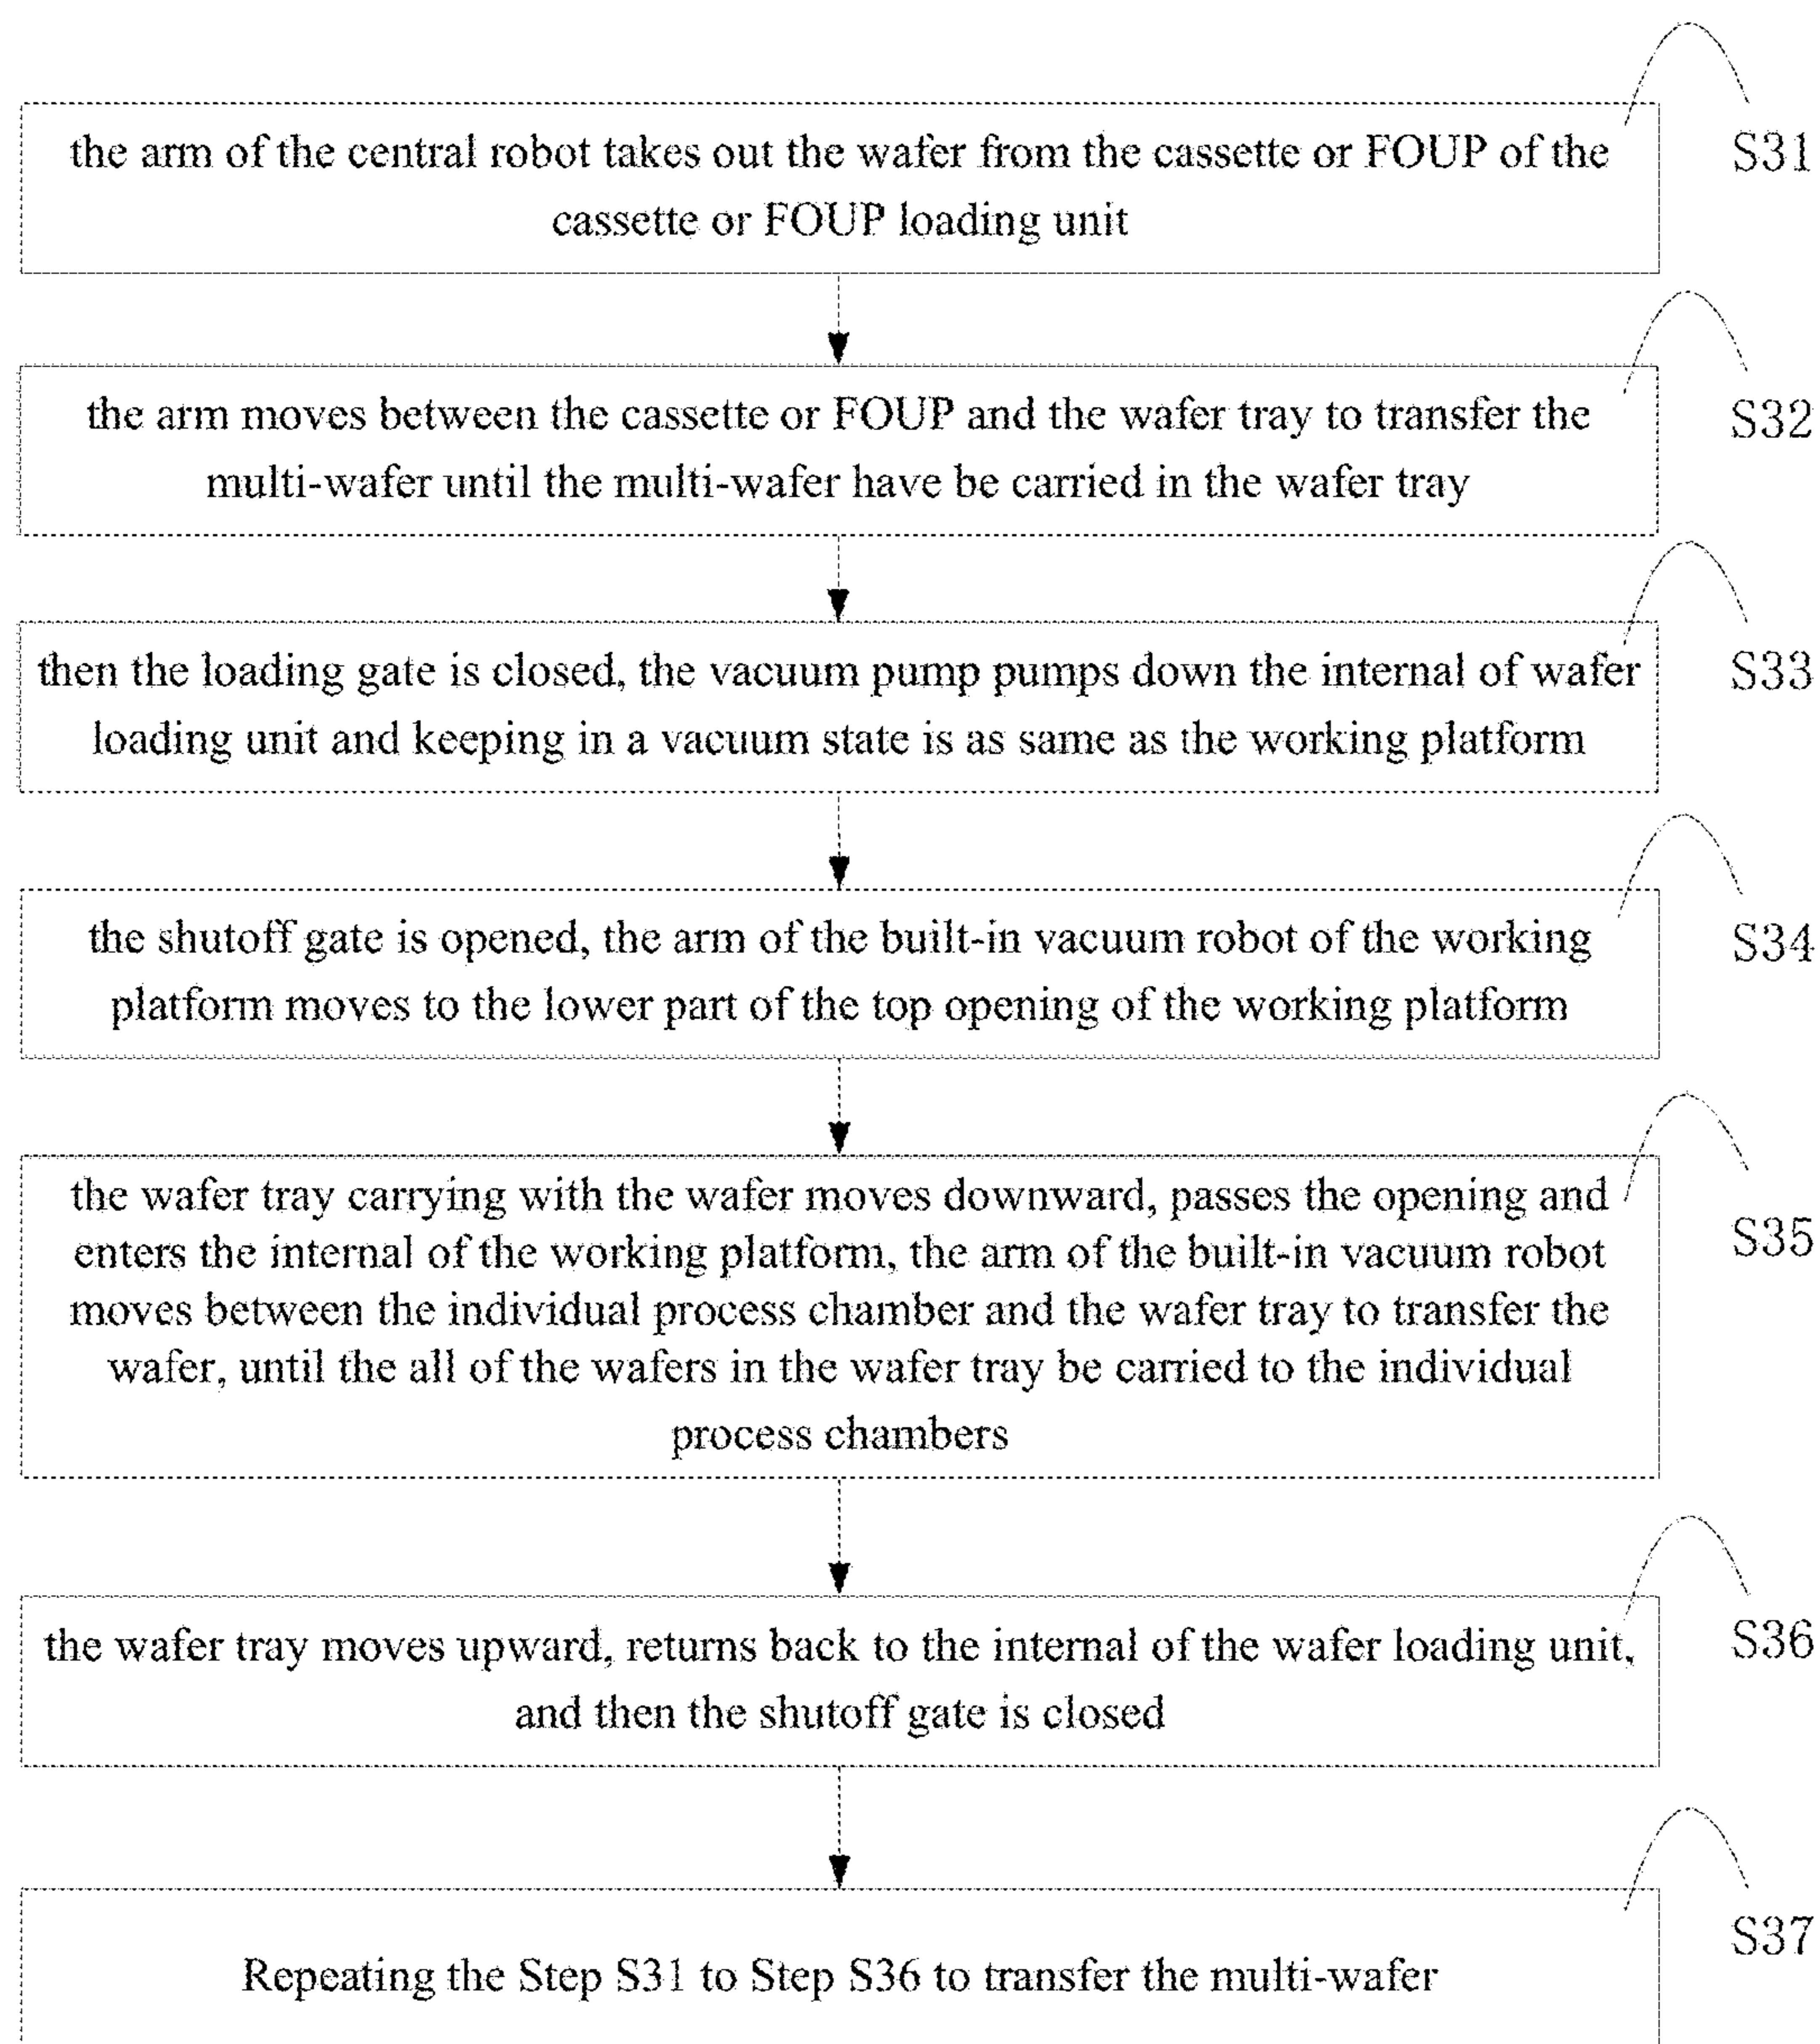 the arm of the central robot takes out the wafer from the cassette or FOUP of the
cassette or FOUP loading unit
S31
the arm moves between the cassette or FOUP and the wafer tray to transfer the
multi-wafer until the multi-wafer have be carried in the wafer tray
S32
then the loading gate is closed, the vacuum pump pumps down the internal of wafer
loading unit and keeping in a vacuum state is as same as the working platform
S33
the shutoff gate is opened, the arm of the built-in vacuum robot of the working
platform moves to the lower part of the top opening of the working platform
S34
the wafer tray carrying with the wafer moves downward, passes the opening and
enters the internal of the working platform, the arm of the built-in vacuum robot
moves between the individual process chamber and the wafer tray to transfer the
wafer, until the all of the wafers in the wafer tray be carried to the individual
process chambers
S35
the wafer tray moves upward, returns back to the internal of the wafer loading unit,
and then the shutoff gate is closed
S36
Repeating the Step S31 to Step S36 to transfer the multi-wafer
S37